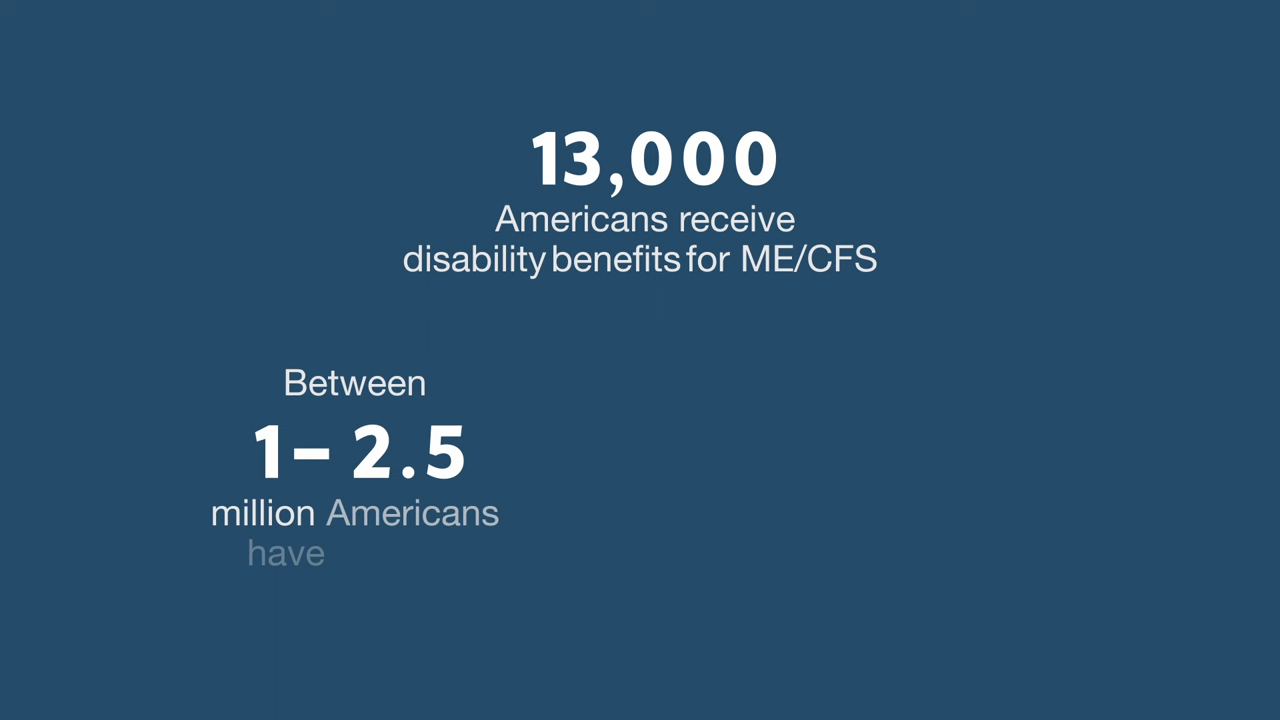 13,000
Americans receive
disability benefits for ME/CFS
Between
1– 2.5
million Americans
have